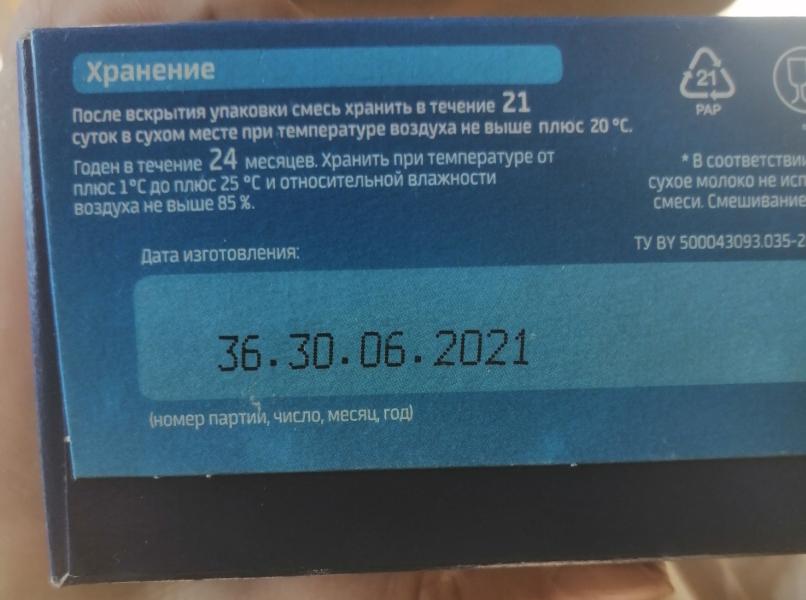 Хранение
После вскрытия упаковки смесь хранить в течение 21
суток в сухом месте при температуре воздуха не выше плюс 20 °С.
Годен в течение 24 месяцев. Хранить при температуре от
плюс 1°С до плюс 25 °С и относительной влажности
воздуха не выше 85 %.
21
PAP
* В соответствии
сухое молоко не исп
смеси. Смешивание
ТУ BY 500043093.035-2
Дата изготовления:
36.30.06.2021
(номер партии, число, месяц, год)